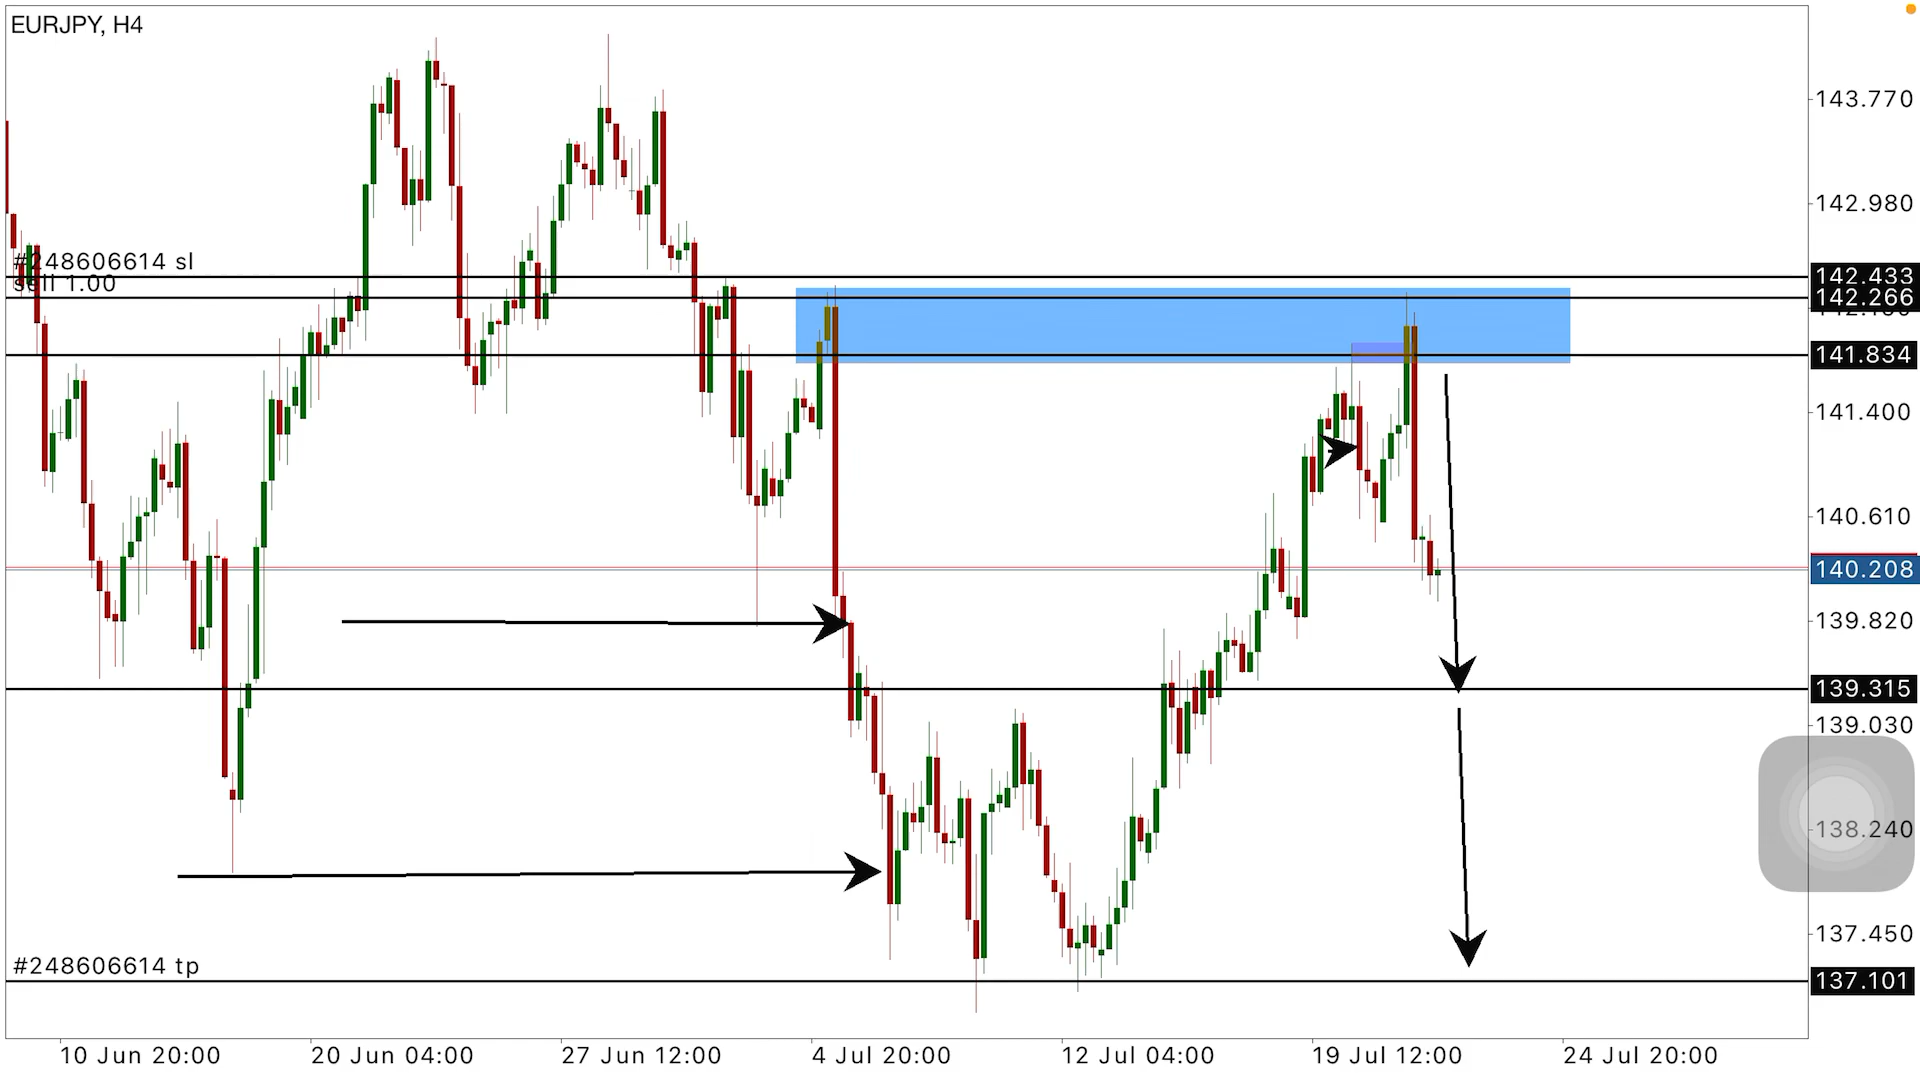 EURJPY, H4
143.770
142.980
#248606614 sl
142.433
sell 1.00
142.266
141.834
141.400
140.610
140.208
139.820
139.315
139.030
138.240
137.450
#248606614 tp
137.101
10 Jun 20:00
20 Jun 04:00
27 Jun 12:00
4 Jul 20:00
12 Jul 04:00
19 Jul 12:00
24 Jul 20:00